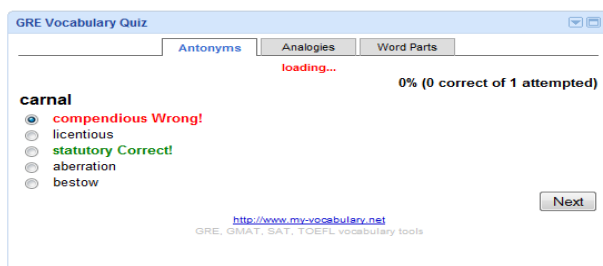 GRE Vocabulary Quiz
Antonyms Analogies Word Parts
loading...
0% (0 correct of 1 attempted)
carnal
compendious Wrong!
licentious
statutory Correct!
aberration
bestow
Next
http://www.my-vocabulary.net
GRE, GMAT, SAT, TOEFL vocabulary tools